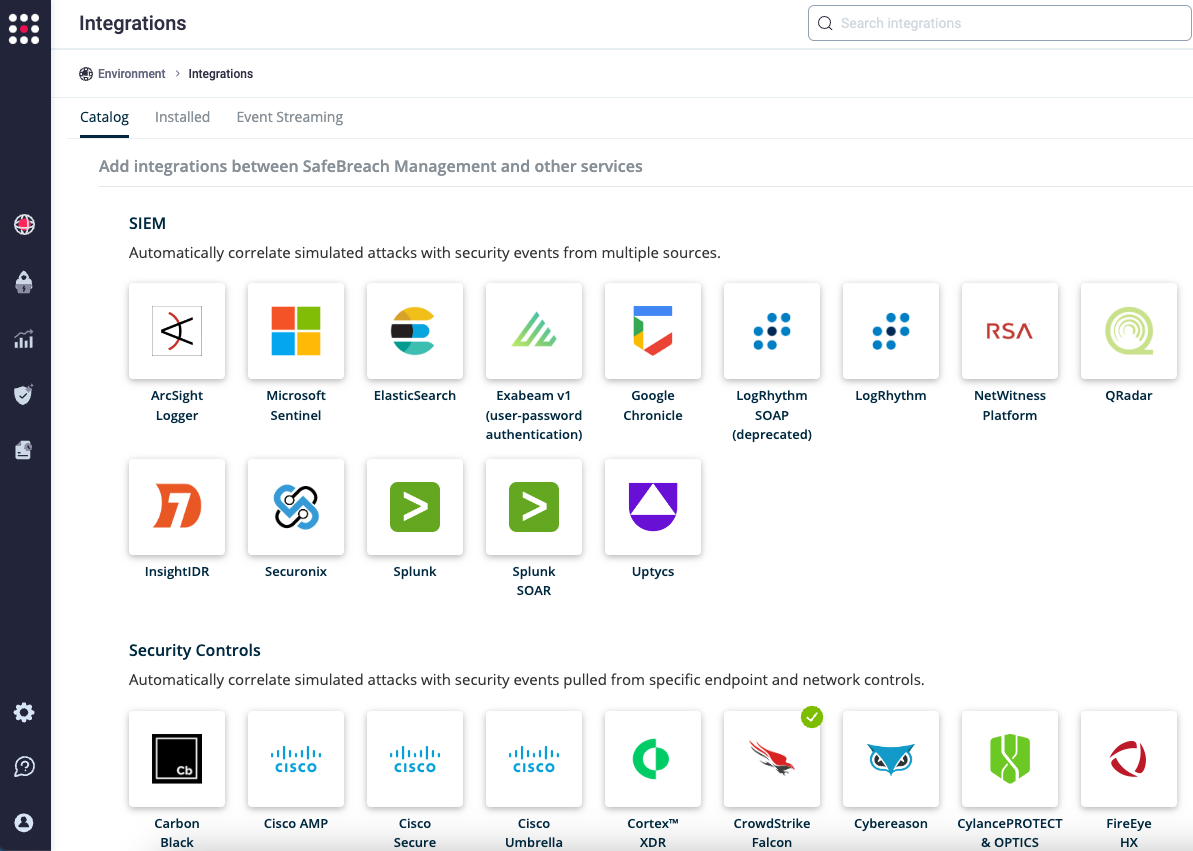 Integrations
Search integrations
Environment > Integrations
Catalog Installed Event Streaming
Add integrations between SafeBreach Management and other services
SIEM
Automatically correlate simulated attacks with security events from multiple sources.
RSA
ArcSight Logger
Microsoft Sentinel
ElasticSearch
Exabeam v1 (user-password authentication)
Google Chronicle
LogRhythm SOAP (deprecated)
LogRhythm
NetWitness Platform
QRadar
InsightIDR
Securonix
Splunk
Splunk SOAR
Uptycs
Security Controls
Automatically correlate simulated attacks with security events pulled from specific endpoint and network controls.
Cb
CISCO
CISCO
CISCO
Carbon Black
Cisco AMP
Cisco Secure
Cisco Umbrella
Cortex™ XDR
CrowdStrike Falcon
Cybereason
CylancePROTECT & OPTICS
FireEye HX